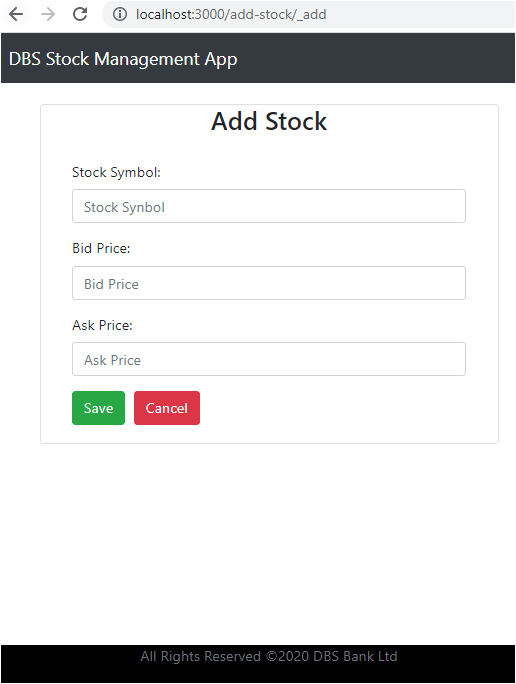 localhost:3000/add-stock/_add
DBS Stock Management App
Add Stock
Stock Symbol:
Stock Synbol
Bid Price:
Bid Price
Ask Price:
Ask Price
Save Cancel
All Rights Reserved ©2020 DBS Bank Ltd